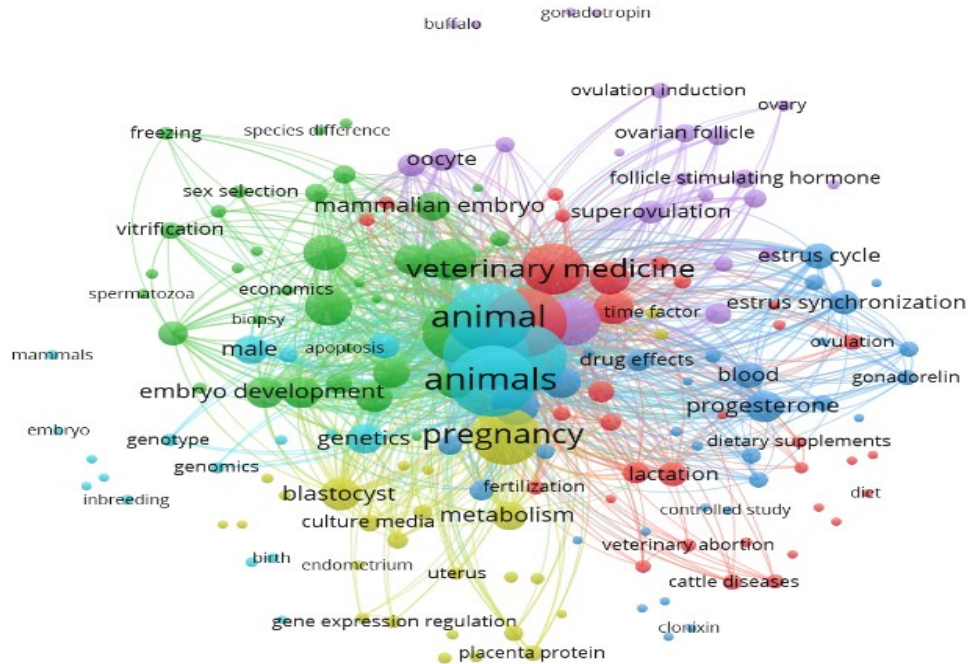 buffalo
gonadotropin
ovulation induction
ovary
freezing
species difference
ovarian follicle
oocyte
follicle stimulating hormone
sex selection
mammalian embryo
superovulation
vitrification
estrus cycle
veterinary medicine
spermatozoa
economics
estrus synchronization
animal
time factor
biopsy
ovulation
male
apoptosis
mammals
drug effects
blood
gonadorelin
animals
embryo development
progesterone
embryo
genotype
genetics
pregnancy
dietary supplements
genomics
lactation
fertilization
diet
blastocyst
inbreeding
controlled study
culture media
metabolism
veterinary abortion
birth
endometrium
uterus
cattle diseases
gene expression regulation
clonixin
placenta protein